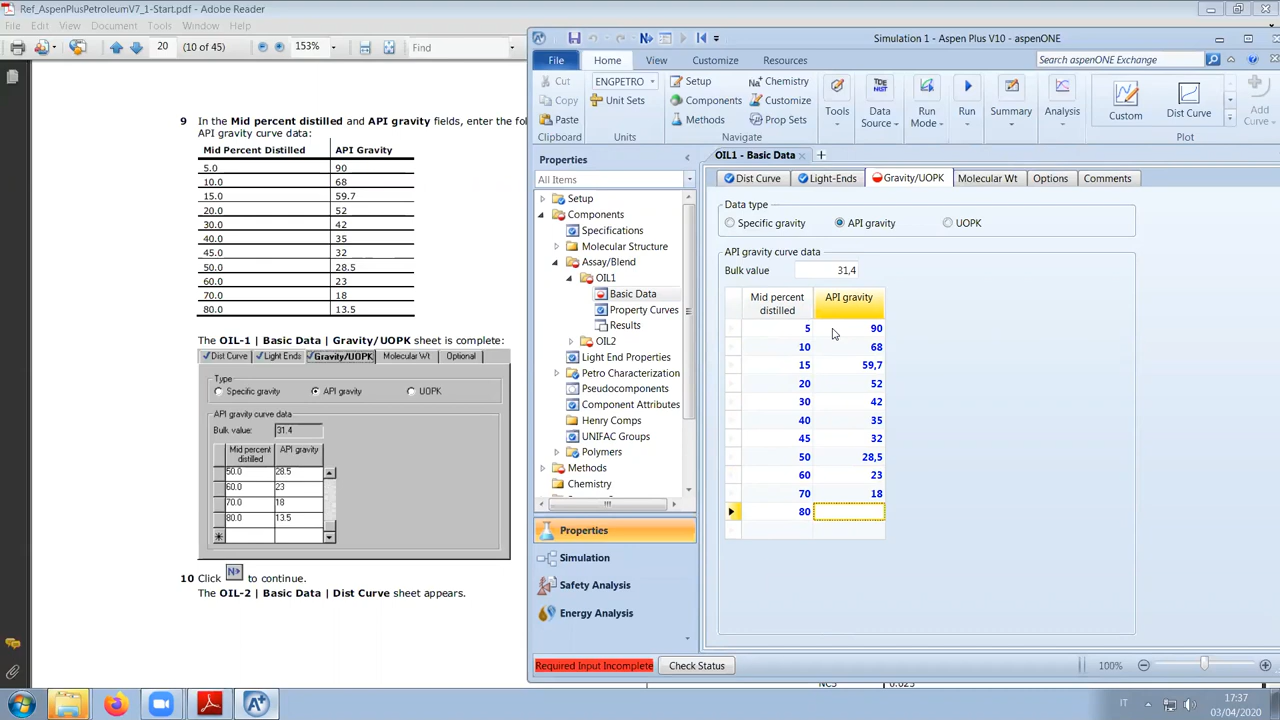 Ref_AspenPlusPetroleumV7_1-Start.pdf - Adobe Reader
File Edit View Document Tools Window Help
20 (10 of 45) 153% Find
9 In the Mid percent distilled and API gravity fields, enter the fo
API gravity curve data:
Mid Percent Distilled API Gravity
5.0 90
10.0 68
15.0 59.7
20.0 52
30.0 42
40.0 35
45.0 32
50.0 28.5
60.0 23
70.0 18
80.0 13.5
The OIL-1 | Basic Data | Gravity/UOPK sheet is complete:
Dist Curve Light Ends Gravity/UOPK Molecular Wt Optional
Type
Specific gravity API gravity UOPK
API gravity curve data
Bulk value: 31.4
Mid percent distilled API gravity
50.0 28.5
60.0 23
70.0 18
80.0 13.5
10 Click N> to continue.
The OIL-2 | Basic Data | Dist Curve sheet appears.
Simulation 1 - Aspen Plus V10 - aspenONE
File Home View Customize Resources
Search aspenONE Exchange
Cut
Copy
Paste
Clipboard
ENGPETRO
Unit Sets
Units
Setup
Components
Methods
Chemistry
Customize
Prop Sets
Navigate
Tools
Data Source
Run Mode
Run
Summary
Analysis
Custom
Dist Curve
Add Curve
Plot
Properties
All Items
Setup
Components
Specifications
Molecular Structure
Assay/Blend
OIL1
Basic Data
Property Curves
Results
OIL2
Light End Properties
Petro Characterization
Pseudocomponents
Component Attributes
Henry Comps
UNIFAC Groups
Polymers
Methods
Chemistry
Properties
Simulation
Safety Analysis
Energy Analysis
OIL1 - Basic Data
Dist Curve Light-Ends Gravity/UOPK Molecular Wt Options Comments
Data type
Specific gravity API gravity UOPK
API gravity curve data
Bulk value 31,4
Mid percent distilled API gravity
5 90
10 68
15 59,7
20 52
30 42
40 35
45 32
50 28,5
60 23
70 18
80
Required Input Incomplete Check Status 100%
IT
17:37
03/04/2020